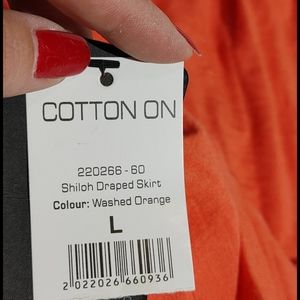 COTTON ON
220266 - 60
Shiloh Draped Skirt
Colour: Washed Orange
L
2 022026 660936